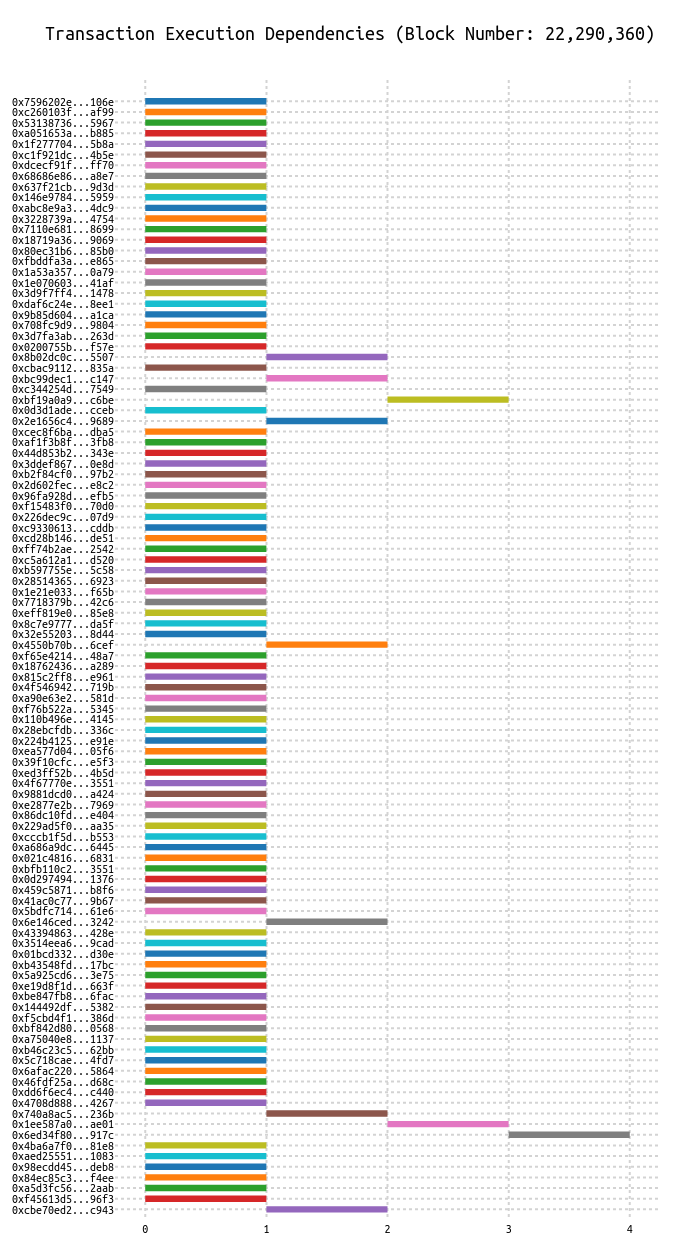 Transaction Execution Dependencies (Block Number: 22,290,360)
0x7596202e...106e
0xc260103f...af99
0x53138736...5967
0xa051653a...b885
0x1f277704...5b8a
0xc1f921dc...4b5e
0xdcecf91f...ff70
0x68686e86...a8e7
0x637f21cb...9d3d
0x146e9784...5959
0xabc8e9a3...4dc9
0x3228739a...4754
0x7110e681...8699
0x18719a36...9069
0x80ec31b6...85b0
0xfbddfa3a...e865
0x1a53a357...0a79
0x1e070603...41af
0x3d9f7ff4...1478
0xdaf6c24e...8ee1
0x9b85d604...a1ca
0x708fc9d9...9804
0x3d7fa3ab...263d
0x0200755b...f57e
0x8b02dc0c...5507
0xcbac9112...835a
0xbc99dec1...c147
0xc344254d...7549
0xbf19a0a9...c6be
0x0d3d1ade...cceb
0x2e1656c4...9689
0xcec8f6ba...dba5
0xaf1f3b8f...3fb8
0x44d853b2...343e
0x3ddef867...0e8d
0xb2f84cf0...97b2
0x2d602fec...e8c2
0x96fa928d...efb5
0xf15483f0...70d0
0x226dec9c...07d9
0xc9330613...cddb
0xcd28b146...de51
0xff74b2ae...2542
0xc5a612a1...d520
0xb597755e...5c58
0x28514365...6923
0x1e21e033...f65b
0x7718379b...42c6
0xeff819e0...85e8
0x8c7e9777...da5f
0x32e55203...8d44
0x4550b70b...6cef
0xf65e4214...48a7
0x18762436...a289
0x815c2ff8...e961
0x4f546942...719b
0xa90e63e2...581d
0xf76b522a...5345
0x110b496e...4145
0x28ebcfdb...336c
0x224b4125...e91e
0xea577d04...05f6
0x39f10cfc...e5f3
0xed3ff52b...4b5d
0x4f67770e...3551
0x9881dcd0...a424
0xe2877e2b...7969
0x86dc10fd...e404
0x229ad5f0...aa35
0xcccb1f5d...b553
0xa686a9dc...6445
0x021c4816...6831
0xbfb110c2...3551
0x0d297494...1376
0x459c5871...b8f6
0x41ac0c77...9b67
0x5bdfc714...61e6
0x6e146ced...3242
0x43394863...428e
0x3514eea6...9cad
0x01bcd332...d30e
0xb43548fd...17bc
0x5a925cd6...3e75
0xe19d8f1d...663f
0xbe847fb8...6fac
0x144492df...5382
0xf5cbd4f1...386d
0xbf842d80...0568
0xa75040e8...1137
0xb46c23c5...62bb
0x5c718cae...4fd7
0x6afac220...5864
0x46fdf25a...d68c
0xdd6f6ec4...c440
0x4708d888...4267
0x740a8ac5...236b
0x1ee587a0...ae01
0x6ed34f80...917c
0x4ba6a7f0...81e8
0xaed25551...1083
0x98ecdd45...deb8
0x84ec85c3...f4ee
0xa5d3fc56...2aab
0xf45613d5...96f3
0xcbe70ed2...c943
0 1 2 3 4